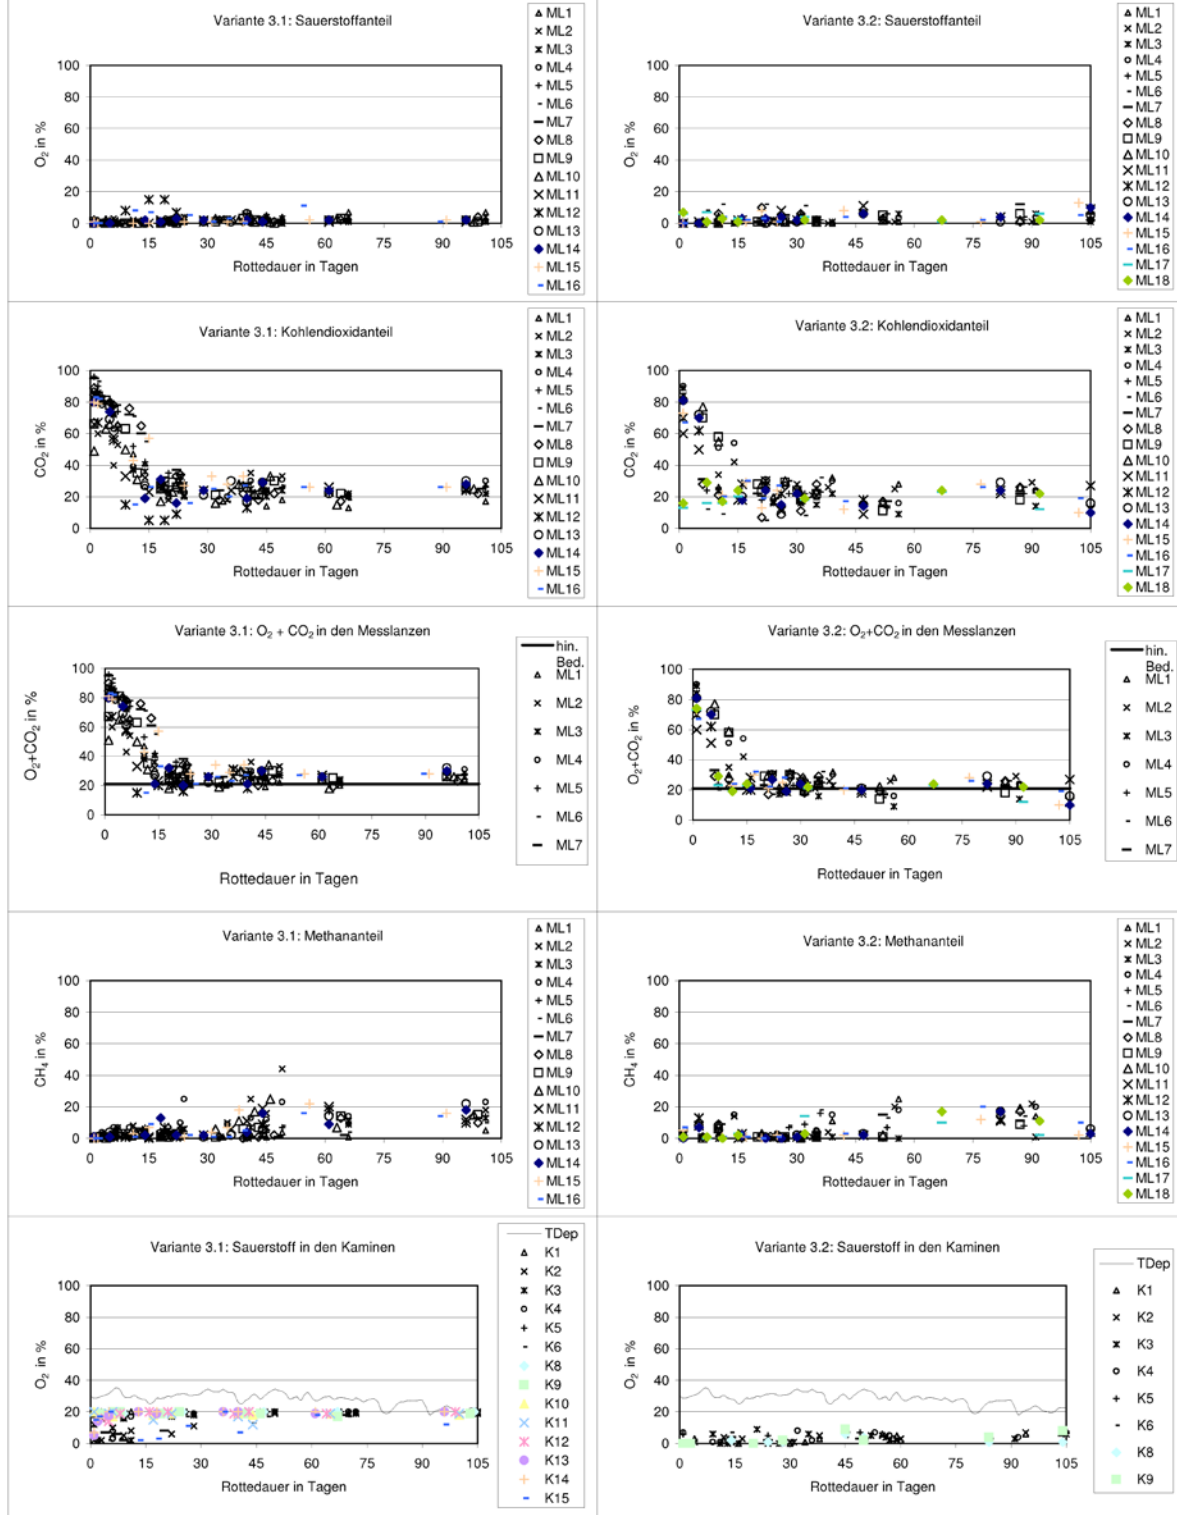 Variante 3.1: Sauerstoffanteil
O₂ in %
100
80
60
40
20
0
0 15 30 45 60 75 90 105
Rottedauer in Tagen
ML1
ML2
ML3
ML4
ML5
ML6
ML7
ML8
ML9
ML10
ML11
ML12
ML13
ML14
ML15
ML16
Variante 3.2: Sauerstoffanteil
O₂ in %
100
80
60
40
20
0
0 15 30 45 60 75 90 105
Rottedauer in Tagen
ML1
ML2
ML3
ML4
ML5
ML6
ML7
ML8
ML9
ML10
ML11
ML12
ML13
ML14
ML15
ML16
ML17
ML18
Variante 3.1: Kohlendioxidanteil
CO₂ in %
100
80
60
40
20
0
0 15 30 45 60 75 90 105
Rottedauer in Tagen
ML1
ML2
ML3
ML4
ML5
ML6
ML7
ML8
ML9
ML10
ML11
ML12
ML13
ML14
ML15
ML16
Variante 3.2: Kohlendioxidanteil
CO₂ in %
100
80
60
40
20
0
0 15 30 45 60 75 90 105
Rottedauer in Tagen
ML1
ML2
ML3
ML4
ML5
ML6
ML7
ML8
ML9
ML10
ML11
ML12
ML13
ML14
ML15
ML16
ML17
ML18
Variante 3.1: O₂ + CO₂ in den Messlanzen
O₂+CO₂ in %
100
80
60
40
20
0
0 15 30 45 60 75 90 105
Rottedauer in Tagen
hin.
Bed.
ML1
ML2
ML3
ML4
ML5
ML6
ML7
Variante 3.2: O₂+CO₂ in den Messlanzen
O₂+CO₂ in %
100
80
60
40
20
0
0 15 30 45 60 75 90 105
Rottedauer in Tagen
hin.
Bed.
ML1
ML2
ML3
ML4
ML5
ML6
ML7
Variante 3.1: Methananteil
CH₄ in %
100
80
60
40
20
0
0 15 30 45 60 75 90 105
Rottedauer in Tagen
ML1
ML2
ML3
ML4
ML5
ML6
ML7
ML8
ML9
ML10
ML11
ML12
ML13
ML14
ML15
ML16
Variante 3.2: Methananteil
CH₄ in %
100
80
60
40
20
0
0 15 30 45 60 75 90 105
Rottedauer in Tagen
ML1
ML2
ML3
ML4
ML5
ML6
ML7
ML8
ML9
ML10
ML11
ML12
ML13
ML14
ML15
ML16
ML17
ML18
Variante 3.1: Sauerstoff in den Kaminen
O₂ in %
100
80
60
40
20
0
0 15 30 45 60 75 90 105
Rottedauer in Tagen
TDep
K1
K2
K3
K4
K5
K6
K8
K9
K10
K11
K12
K13
K14
K15
Variante 3.2: Sauerstoff in den Kaminen
O₂ in %
100
80
60
40
20
0
0 15 30 45 60 75 90 105
Rottedauer in Tagen
TDep
K1
K2
K3
K4
K5
K6
K8
K9